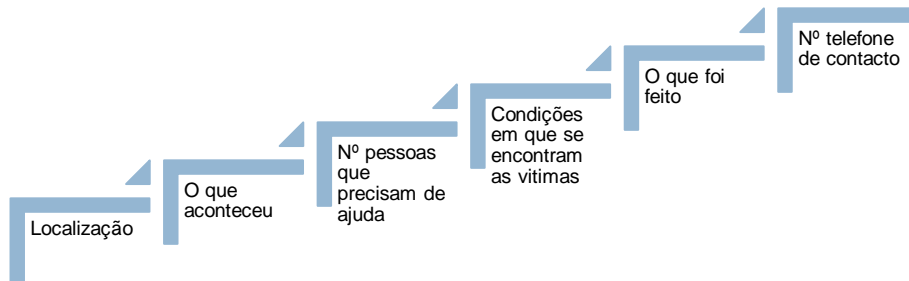 Localização
O que
aconteceu
Nº pessoas
que
precisam de
ajuda
Condições
em que se
encontram
as vitimas
O que foi
feito
Nº telefone
de contacto